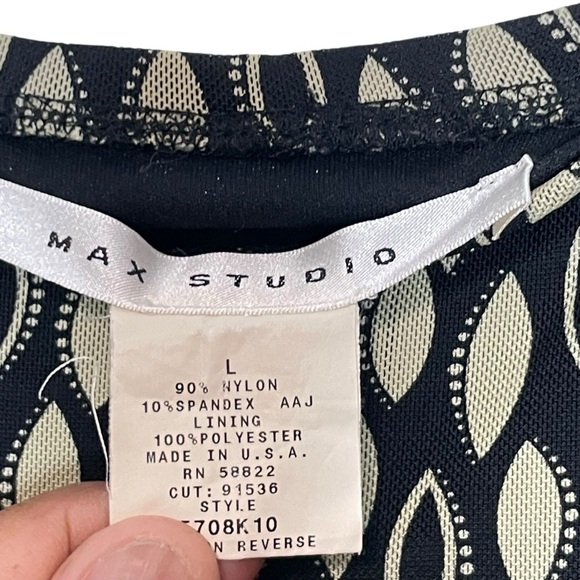 MAX STUDIO
L
90% NYLON
10%SPANDEX AAJ
LINING
100%POLYESTER
MADE IN U.S.A.
RN 58822
CUT: 91536
STYLE
708K10
REVERSE